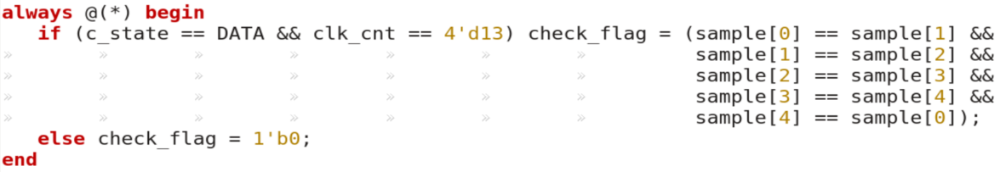 always @(*) begin
   if (c_state == DATA && clk_cnt == 4'd13) check_flag = (sample[0] == sample[1] &&
»       »       »       »       »       »       »         sample[1] == sample[2] &&
»       »       »       »       »       »       »         sample[2] == sample[3] &&
»       »       »       »       »       »       »         sample[3] == sample[4] &&
»       »       »       »       »       »       »         sample[4] == sample[0]);
   else check_flag = 1'b0;
end